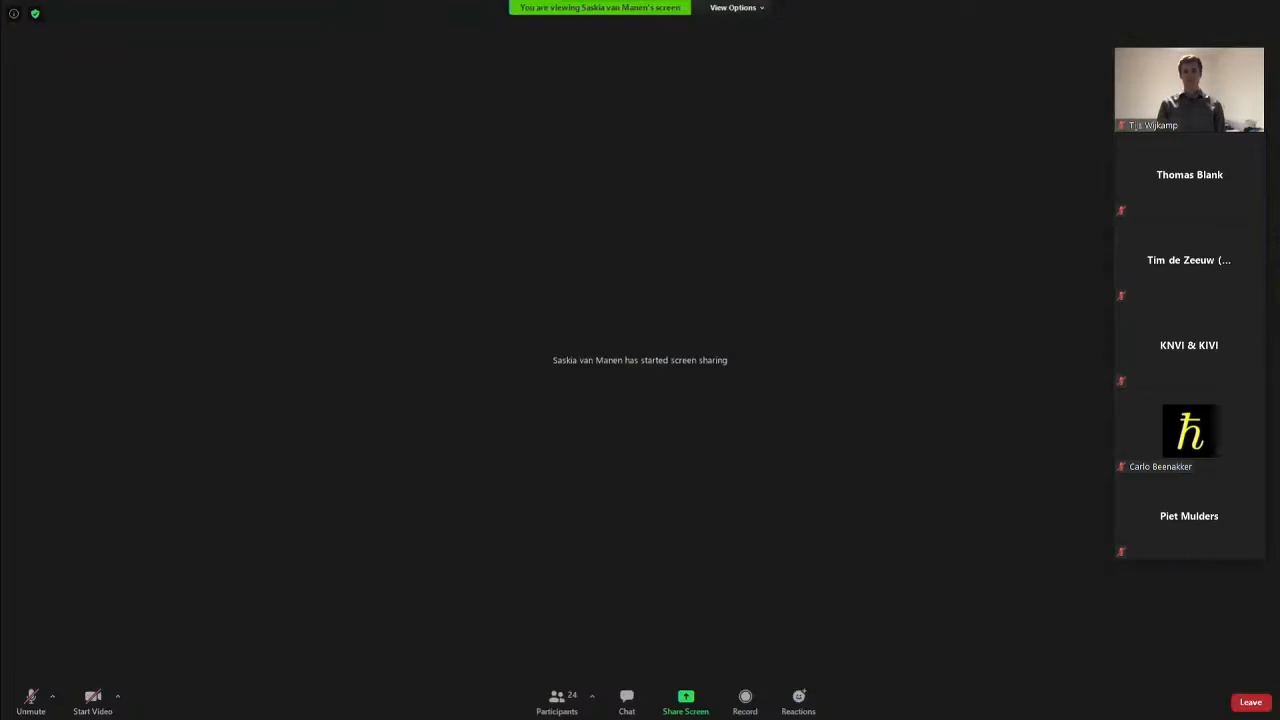 You are viewing Saskia van Manen's screen
View Options
Tijs Wijkamp
Thomas Blank
Tim de Zeeuw (...
KNVI & KIVI
Saskia van Manen has started screen sharing
ħ
Carlo Beenakker
Piet Mulders
Unmute
Start Video
24
Participants
Chat
Share Screen
Record
Reactions
Leave